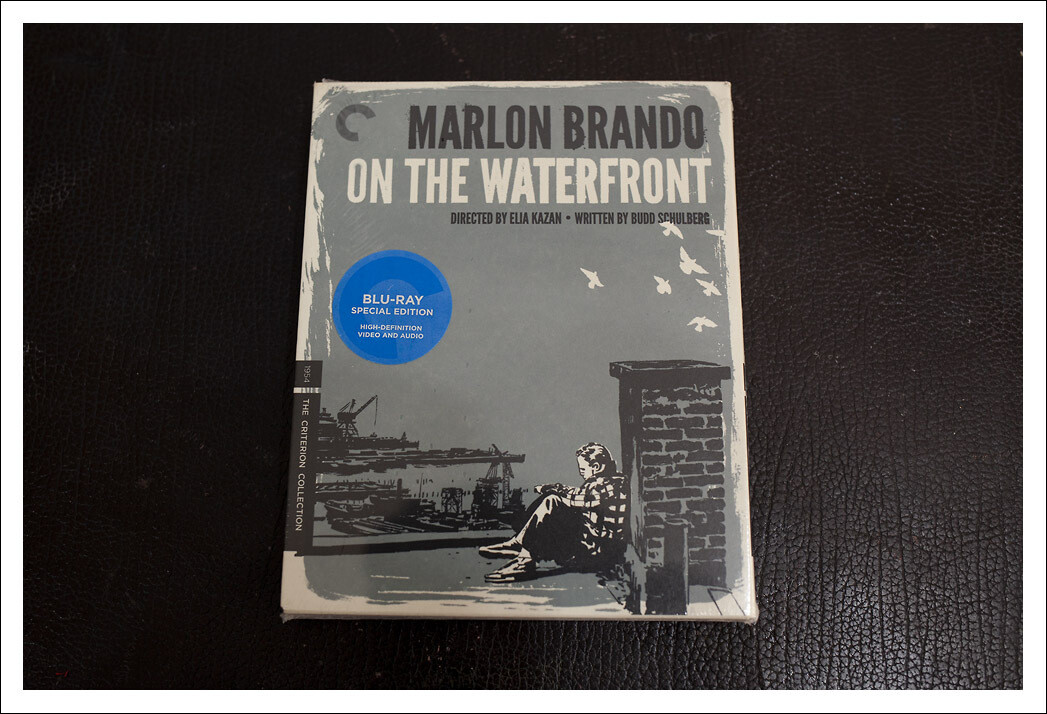 MARLON BRANDO
ON THE WATERFRONT
DIRECTED BY ELIA KAZAN • WRITTEN BY BUDD SCHULBERG
BLU-RAY
SPECIAL EDITION
HIGH-DEFINITION
VIDEO AND AUDIO
1954
THE CRITERION COLLECTION